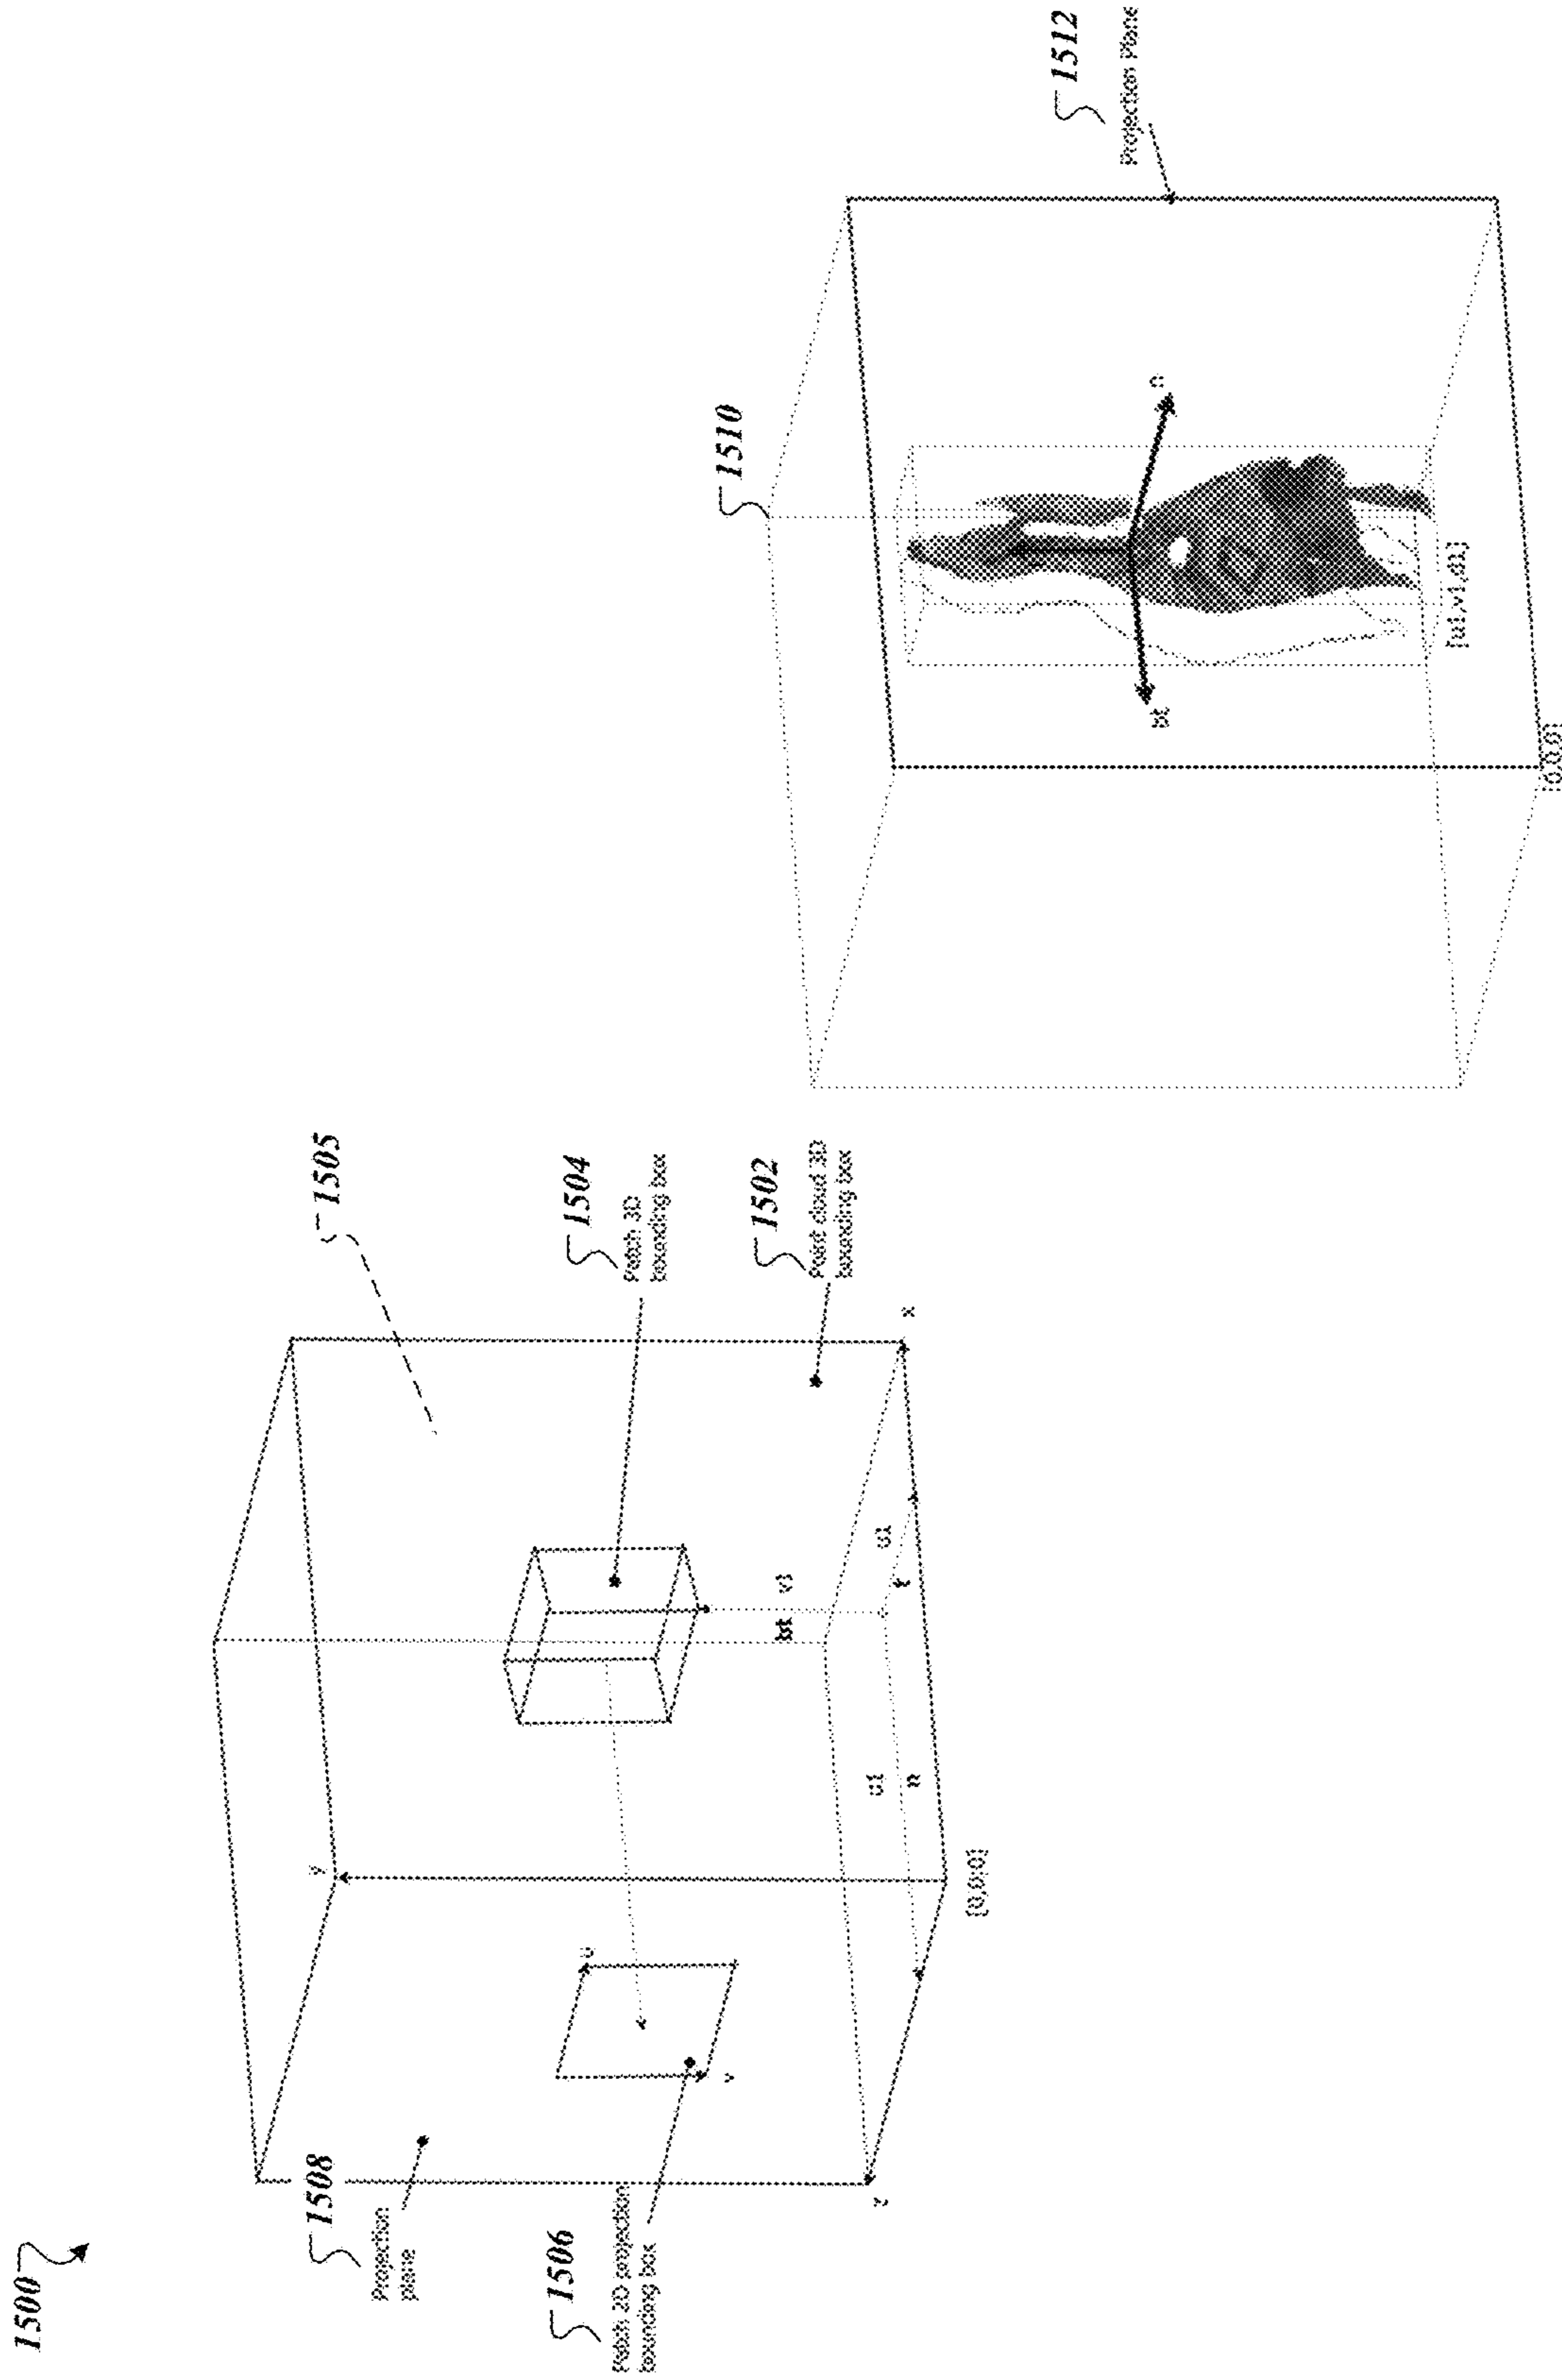 1500
1508
Projection
plane
1506
Patch 2D projection
bounding box
y
u
v
z
[0,0,0]
d1
n
bt
v1
t
u1
x
1505
1504
Patch 3D
bounding box
1502
Point cloud 3D
bounding box
1510
bt
n
[u1,v1,d1]
[0,0,0]
1512
Projection Plane